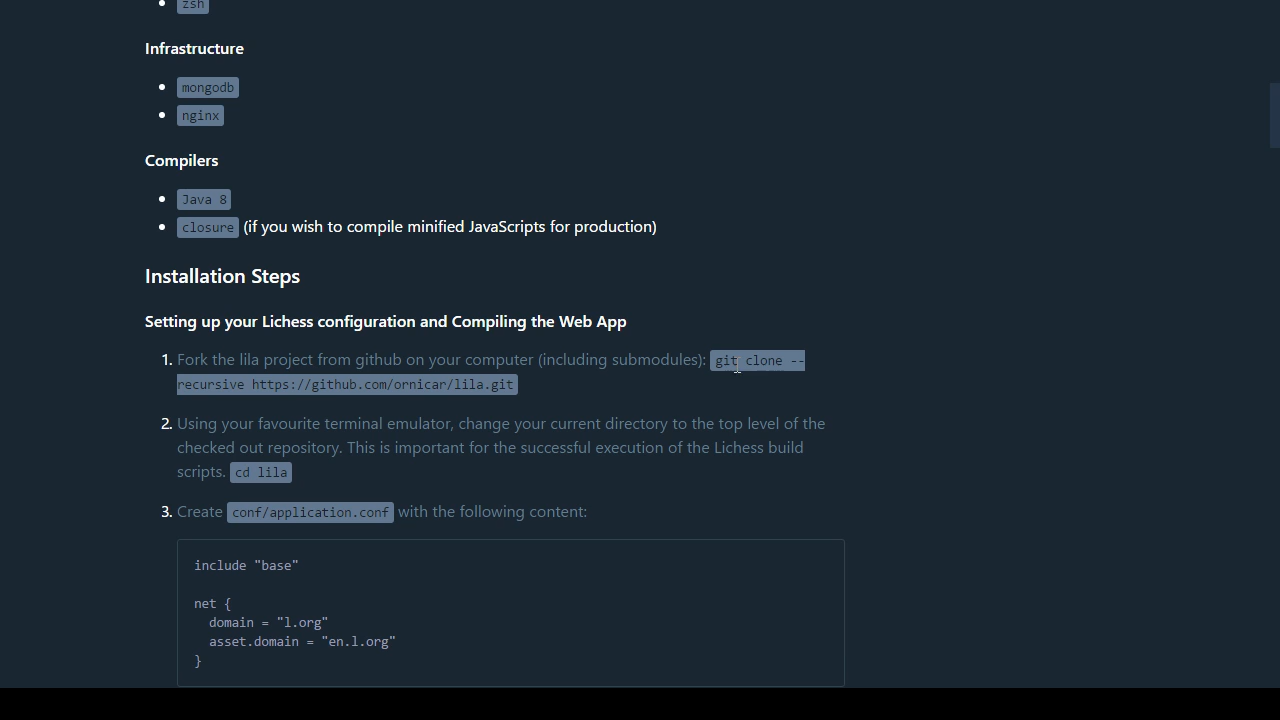 zsh
Infrastructure
mongodb
nginx
Compilers
Java 8
closure (if you wish to compile minified JavaScripts for production)
Installation Steps
Setting up your Lichess configuration and Compiling the Web App
1. Fork the lila project from github on your computer (including submodules): git clone --
recursive https://github.com/ornicar/lila.git
2. Using your favourite terminal emulator, change your current directory to the top level of the
checked out repository. This is important for the successful execution of the Lichess build
scripts. cd lila
3. Create conf/application.conf with the following content:
include "base"
net {
domain = "l.org"
asset.domain = "en.l.org"
}